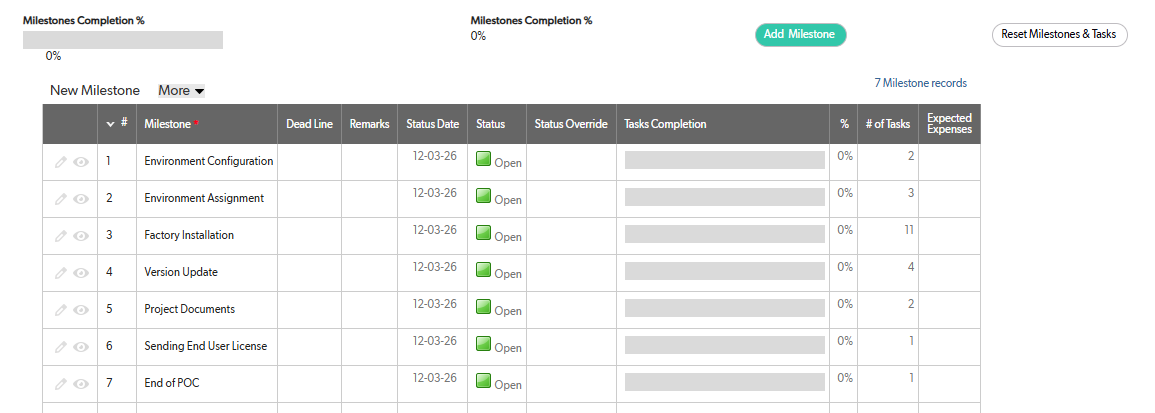 Milestones Completion %
0%
Milestones Completion %
0%
Add Milestone
Reset Milestones & Tasks
New Milestone More
7 Milestone records
# Milestone * Dead Line Remarks Status Date Status Status Override Tasks Completion % # of Tasks Expected Expenses
1 Environment Configuration 12-03-26 Open 0% 2
2 Environment Assignment 12-03-26 Open 0% 3
3 Factory Installation 12-03-26 Open 0% 11
4 Version Update 12-03-26 Open 0% 4
5 Project Documents 12-03-26 Open 0% 2
6 Sending End User License 12-03-26 Open 0% 1
7 End of POC 12-03-26 Open 0% 1